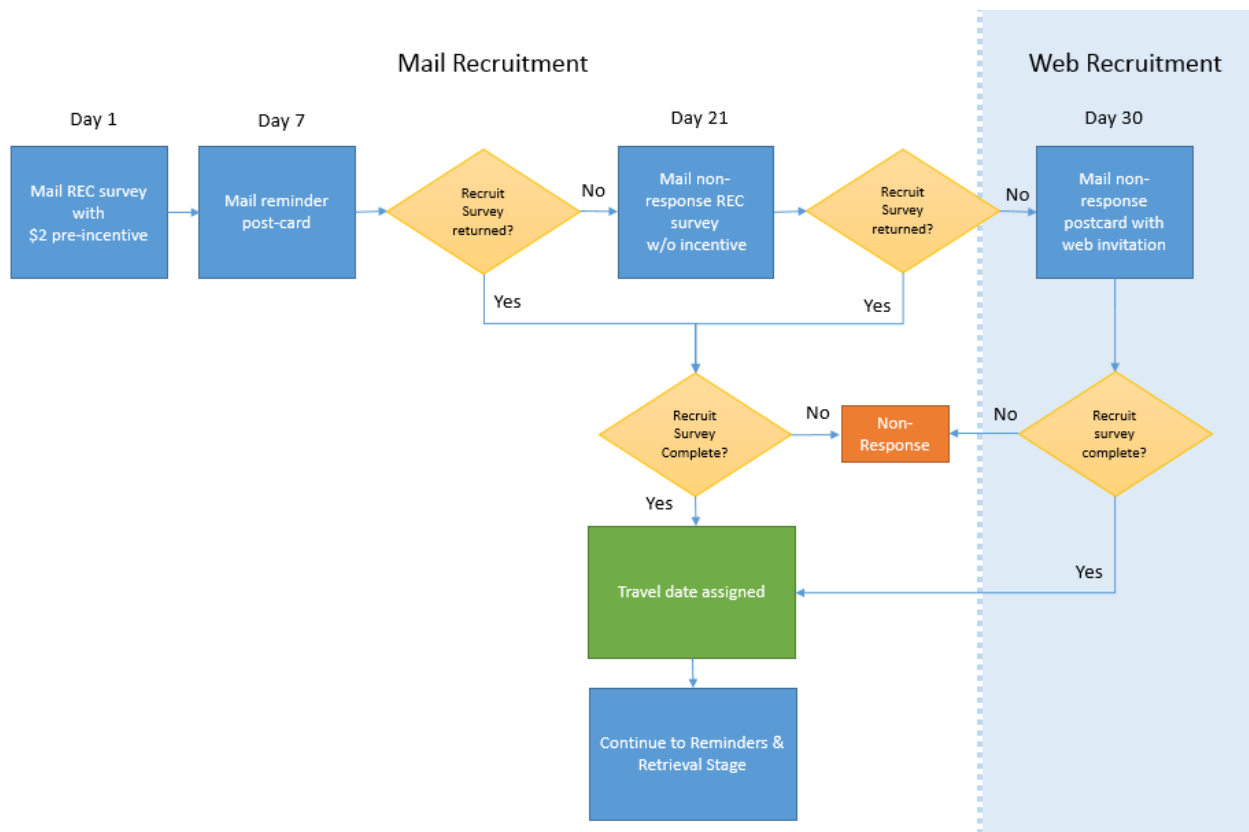 Mail Recruitment
Web Recruitment
Day 1
Day 7
Day 21
Day 30
Mail REC survey
with
$2 pre-incentive
Mail reminder
post-card
Recruit
Survey
returned?
No
Mail non-
response REC
survey
w/o incentive
Recruit
Survey
returned?
No
Mail non-
response
postcard with
web invitation
Yes
Yes
Recruit
Survey
Complete?
No
Non-
Response
No
Recruit
survey
complete?
Yes
Travel date assigned
Yes
Continue to Reminders &
Retrieval Stage